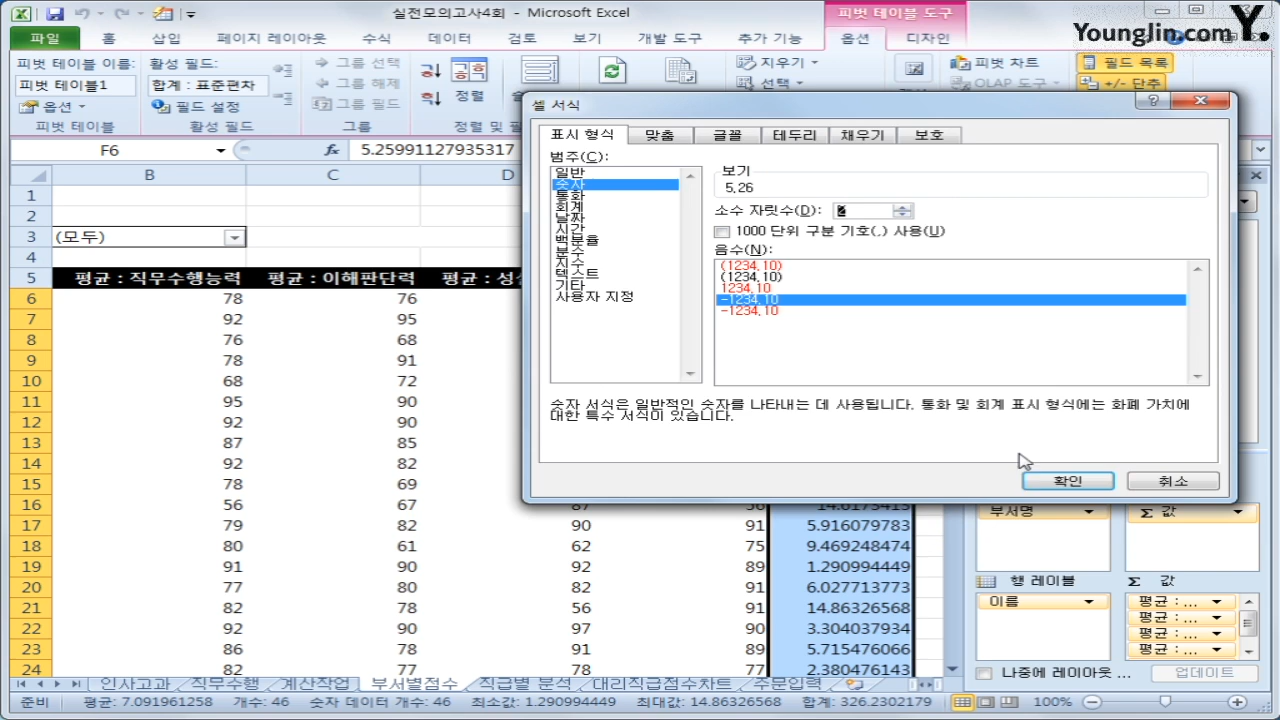 실전모의고사4회 - Microsoft Excel
피벗 테이블 도구
Younglin.com Y.
파일 홈 삽입 페이지 레이아웃 수식 데이터 검토 보기 개발 도구 추가 기능 옵션 디자인
피벗 테이블 이름:
피벗 테이블1
옵션
피벗 테이블
활성 필드:
합계 : 표준편차
필드 설정
활성 필드
그룹 선택
그룹 해제
그룹 필드
그룹
정렬
정렬 및 필
지우기
선택
피벗 차트
OLAP 도구
필드 목록
+/- 단추
F6
fx 5.25991127935317
B C D
1
2
3 (모두)
4
5 평균 : 직무수행능력 평균 : 이해판단력 평균 : 성실
6 78 76
7 92 95
8 76 68
9 78 91
10 68 72
11 95 90
12 92 90
13 87 85
14 92 82
15 78 69
16 56 67 87 56 14.6173413
17 79 82 90 91 5.916079783
18 80 61 62 75 9.469248474
19 91 90 92 89 1.290994449
20 77 80 82 91 6.027713773
21 82 78 56 91 14.86326568
22 92 90 97 90 3.304037934
23 86 78 91 89 5.715476066
24 82 77 78 77 2.380476143
셀 서식
표시 형식 맞춤 글꼴 테두리 채우기 보호
범주(C):
일반
숫자
통화
회계
날짜
시간
백분율
분수
지수
텍스트
기타
사용자 지정
보기
5.26
소수 자릿수(D): 2
1000 단위 구분 기호(,) 사용(U)
음수(N):
(1234.10)
(1234.10)
1234.10
-1234.10
-1234.10
숫자 서식은 일반적인 숫자를 나타내는 데 사용됩니다. 통화 및 회계 표시 형식에는 화폐 가치에
대한 특수 서식이 있습니다.
확인 취소
부서명
Σ 값
행 레이블
Σ 값
이름
평균 : ...
평균 : ...
평균 : ...
평균 : ...
나중에 레이아웃 ...
업데이트
인사고과 직무수행 계산작업 부서별점수 직급별 분석 대리직급점수차트 주문입력
준비 평균: 7.091961258 개수: 46 숫자 데이터 개수: 46 최소값: 1.290994449 최대값: 14.86326568 합계: 326.2302179 100%